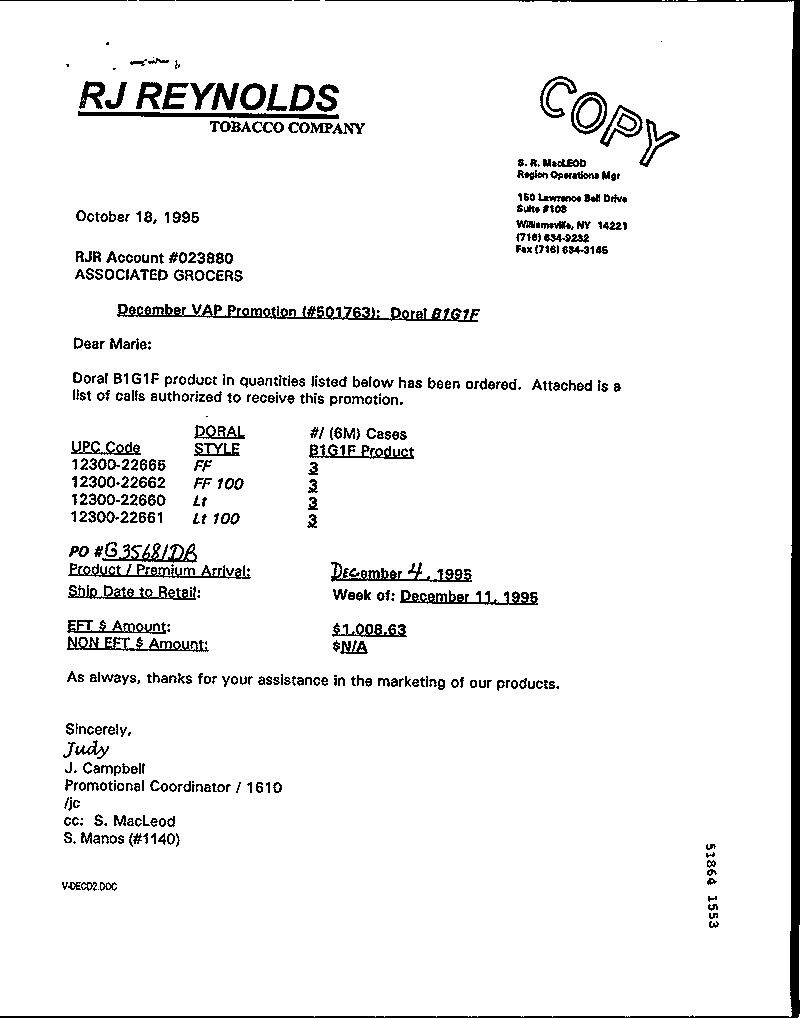 RJ REYNOLDS
TOBACCO COMPANY
COPY
S. R. MacLEOD
Region Operations Mgr
150 Lawrence Bell Drive
Suite #108
Williamsville, NY 14221
(716) 634-9232
Fax (716) 634-3145
October 18, 1995
RJR Account #023880
ASSOCIATED GROCERS
December VAP Promotion (#501763): Doral B1G1F
Dear Marie:
Doral B1G1F product in quantities listed below has been ordered. Attached is a
list of calls authorized to receive this promotion.
DORAL #/ (6M) Cases
UPC Code STYLE B1G1F Product
12300-22665 FF 3
12300-22662 FF 100 3
12300-22660 Lt 3
12300-22661 Lt 100 3
PO #G35681DB
Product / Premium Arrival: December 4, 1995
Ship Date to Retail: Week of: December 11, 1995
EFT $ Amount: $1,008.63
NON EFT $ Amount: $N/A
As always, thanks for your assistance in the marketing of our products.
Sincerely,
Judy
J. Campbell
Promotional Coordinator / 1610
/jc
cc: S. MacLeod
S. Manos (#1140)
V-DECD2.DOC
51864 1553